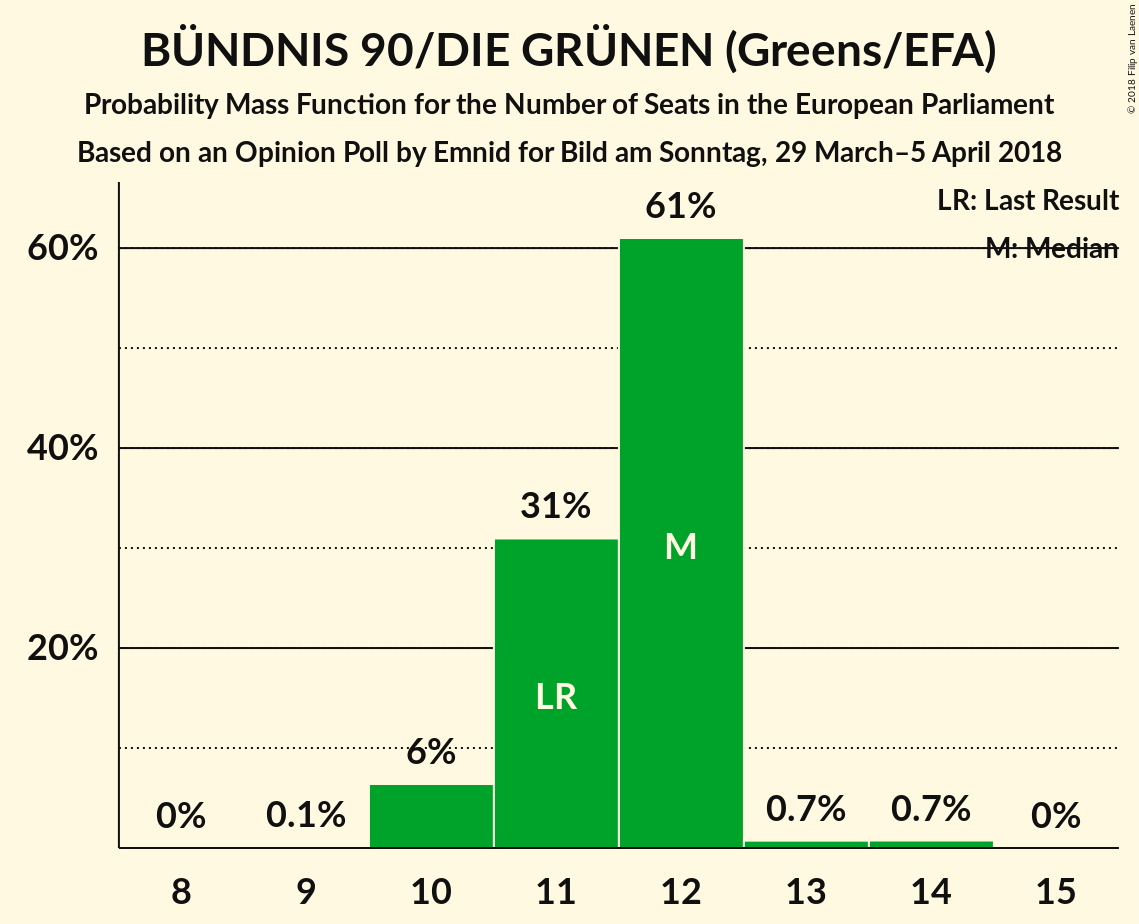 BÜNDNIS 90/DIE GRÜNEN (Greens/EFA)
Probability Mass Function for the Number of Seats in the European Parliament
Based on an Opinion Poll by Emnid for Bild am Sonntag, 29 March–5 April 2018
© 2018 Filip van Laenen
LR: Last Result
M: Median
60%
40%
20%
0%
0.1%
6%
31%
61%
0.7%
0.7%
0%
LR
M
8 9 10 11 12 13 14 15